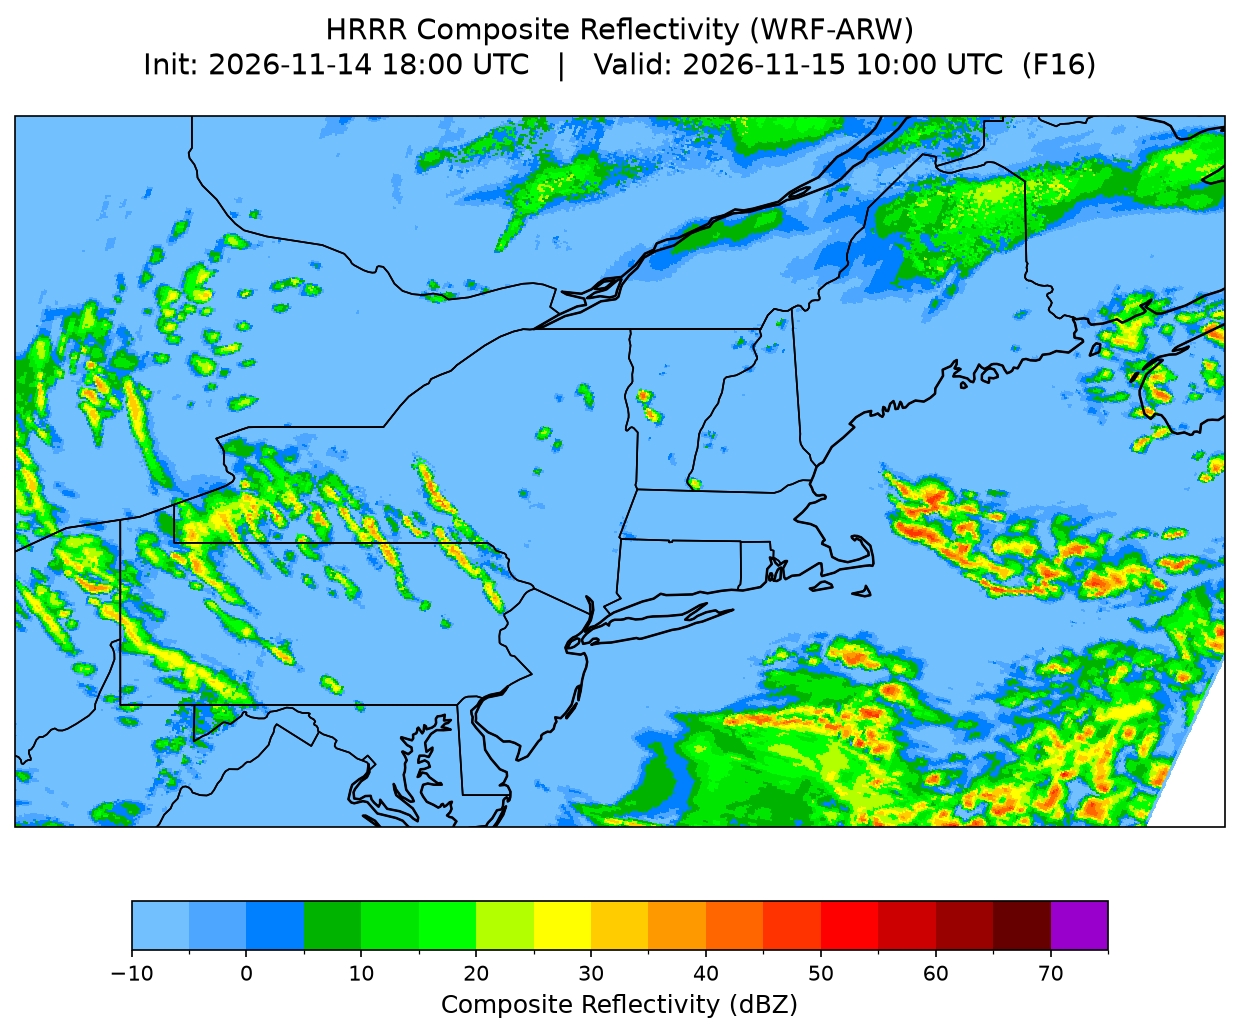 HRRR Composite Reflectivity (WRF-ARW)
Init: 2026-11-14 18:00 UTC   |   Valid: 2026-11-15 10:00 UTC  (F16)
−10 0 10 20 30 40 50 60 70
Composite Reflectivity (dBZ)